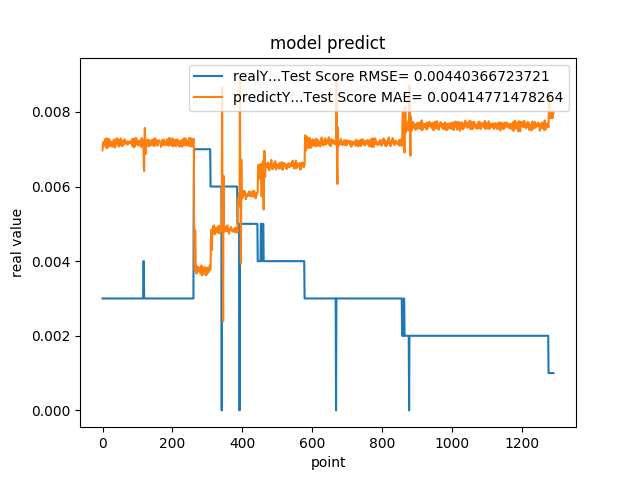 model predict
realY...Test Score RMSE= 0.00440366723721
predictY...Test Score MAE= 0.00414771478264
0.008
0.006
0.004
0.002
0.000
real value
0 200 400 600 800 1000 1200
point